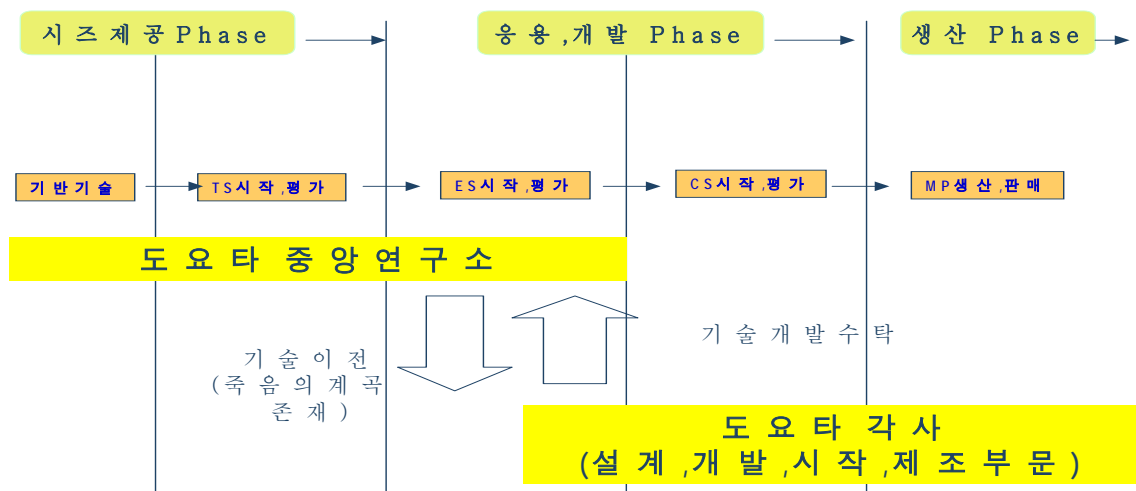 시즈제공Phase
응용,개발 Phase
생산 Phase
기반기술
TS시작,평가
ES시작,평가
CS시작,평가
MP생산,판매
도요타 중앙연구소
기술이전
(죽음의계곡
존재)
기술개발수탁
도요타 각사
(설계,개발,시작,제조부문)